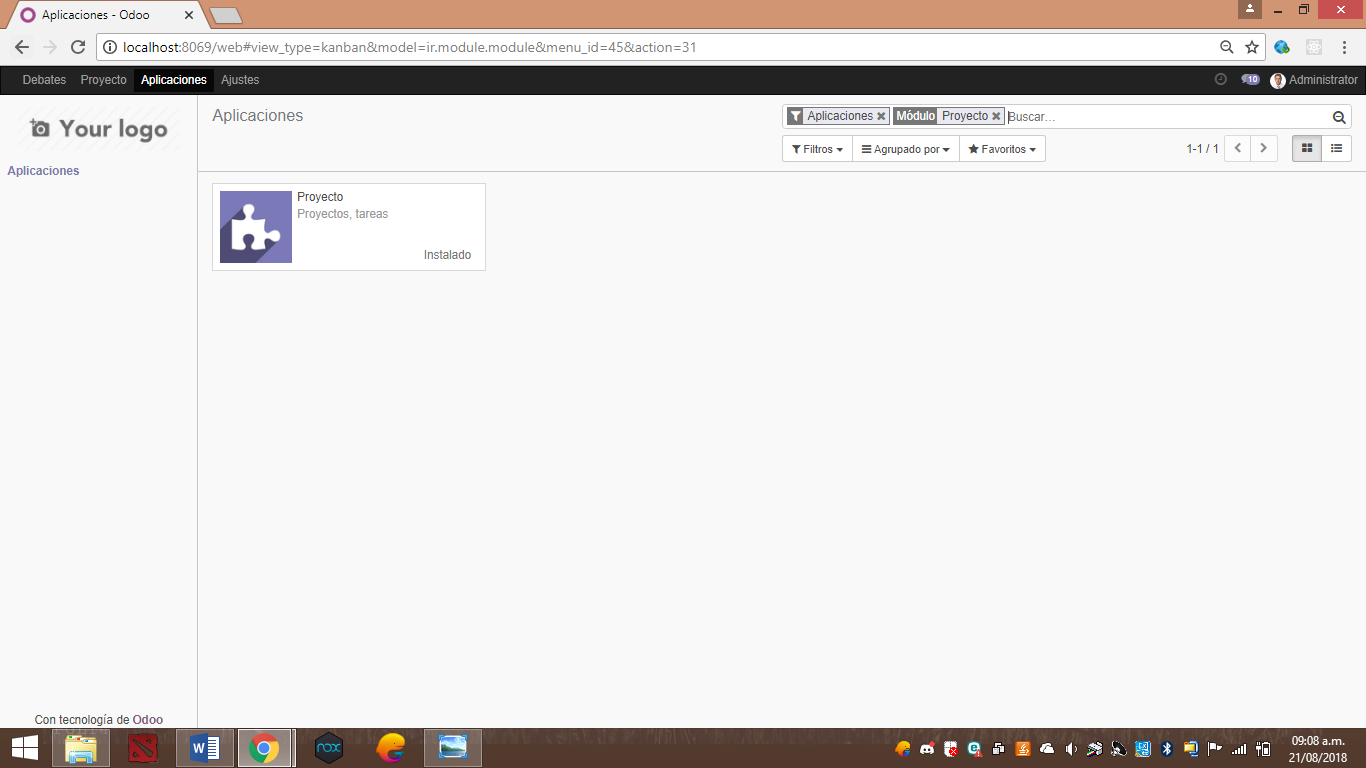 Aplicaciones - Odoo
localhost:8069/web#view_type=kanban&model=ir.module.module&menu_id=45&action=31
Debates Proyecto Aplicaciones Ajustes 10 Administrator
Your logo
Aplicaciones
Aplicaciones
Aplicaciones Módulo Proyecto Buscar...
Filtros Agrupado por Favoritos 1-1 / 1
Proyecto
Proyectos, tareas
Instalado
Con tecnología de Odoo
nox
09:08 a.m.
21/08/2018